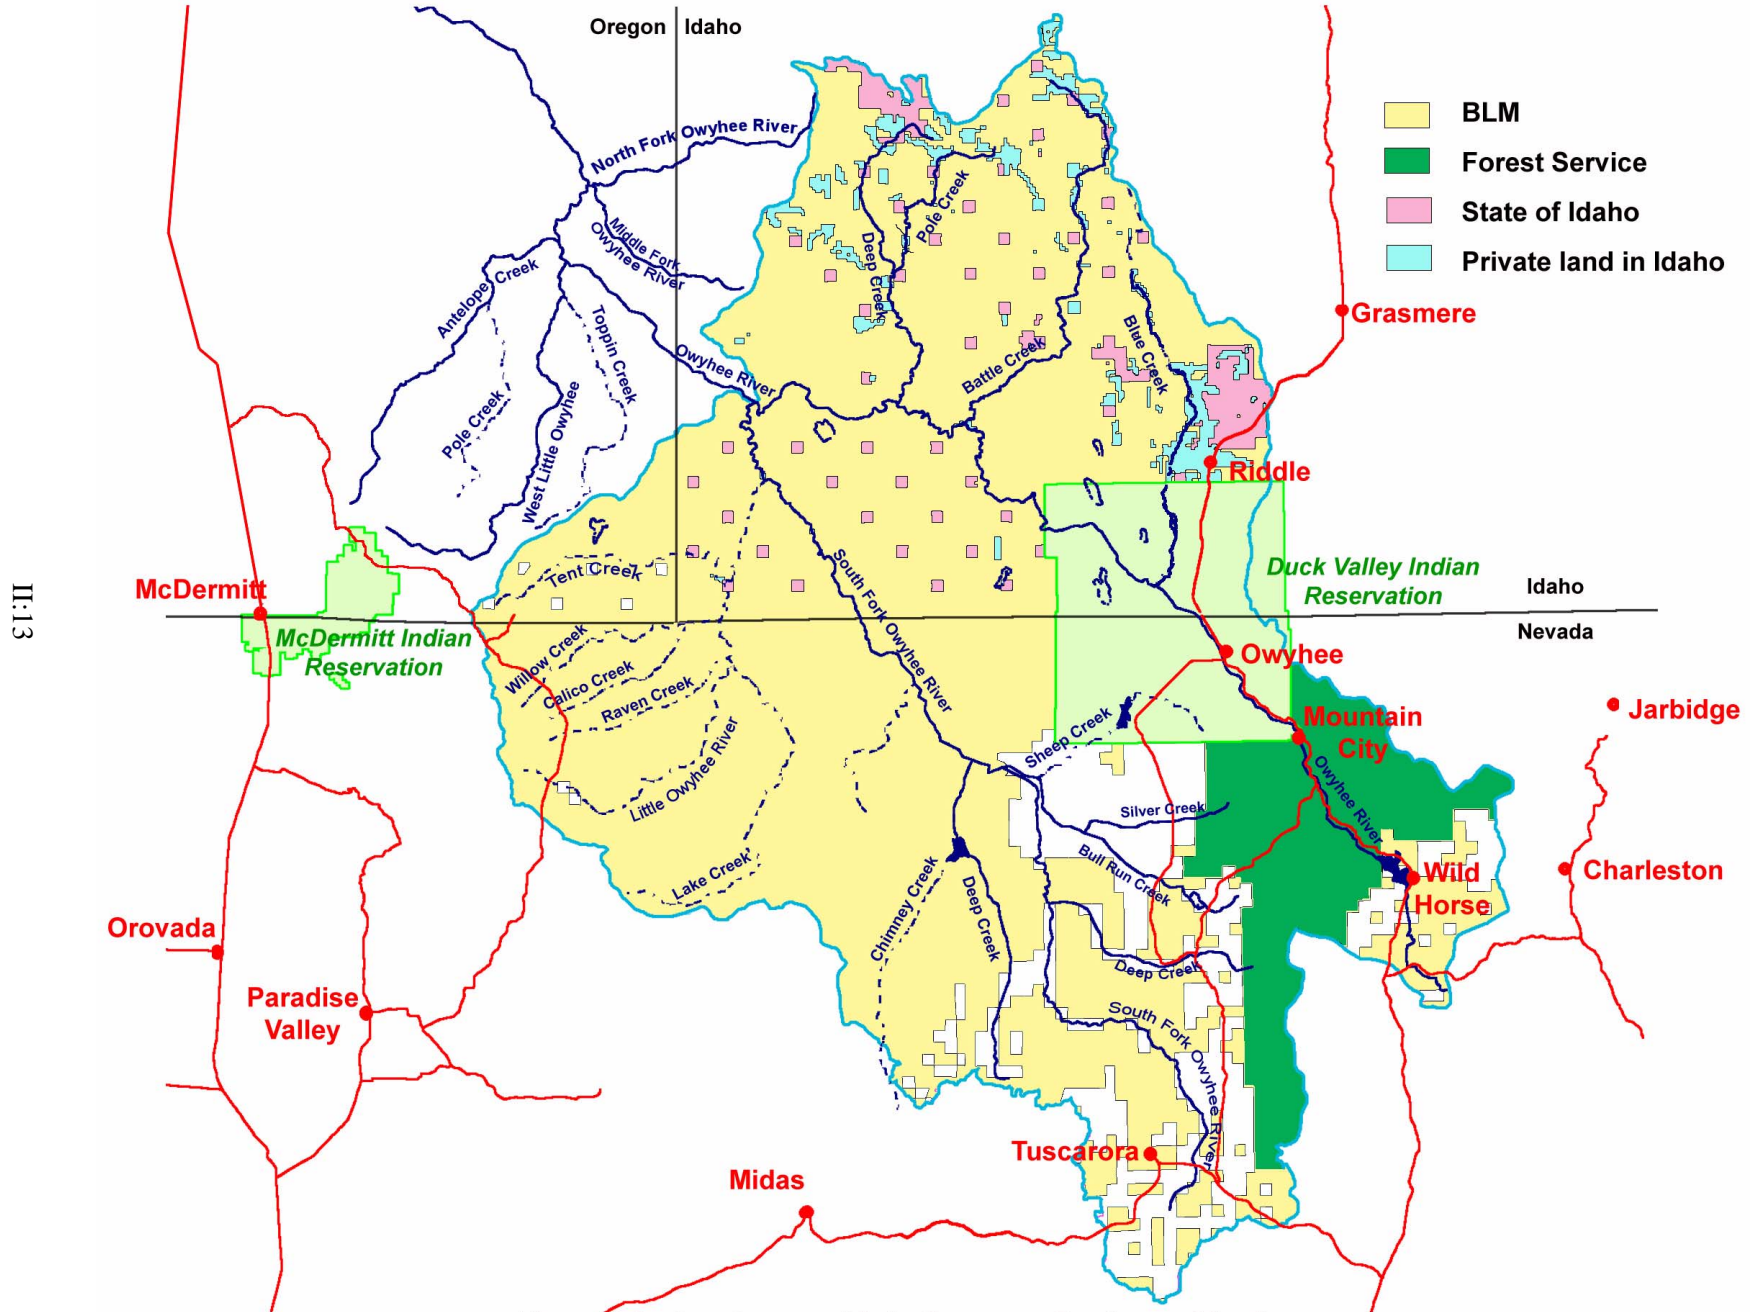 Oregon
Idaho
BLM
Forest Service
State of Idaho
Private land in Idaho
North Fork Owyhee River
Middle Fork
Owyhee River
Antelope Creek
Toppin Creek
Pole Creek
West Little Owyhee
Owyhee River
Deep Creek
Pole Creek
Battle Creek
Blue Creek
Grasmere
Riddle
Duck Valley Indian
Reservation
Idaho
Nevada
McDermitt
McDermitt Indian
Reservation
Tent Creek
Willow Creek
Calico Creek
Raven Creek
Little Owyhee River
Lake Creek
South Fork Owyhee River
Owyhee
Mountain
City
Jarbidge
Sheep Creek
Silver Creek
Bull Run Creek
Owyhee River
Wild
Horse
Charleston
Chimney Creek
Deep Creek
Deep Creek
South Fork Owyhee River
Orovada
Paradise
Valley
Tuscarora
Midas
II:13